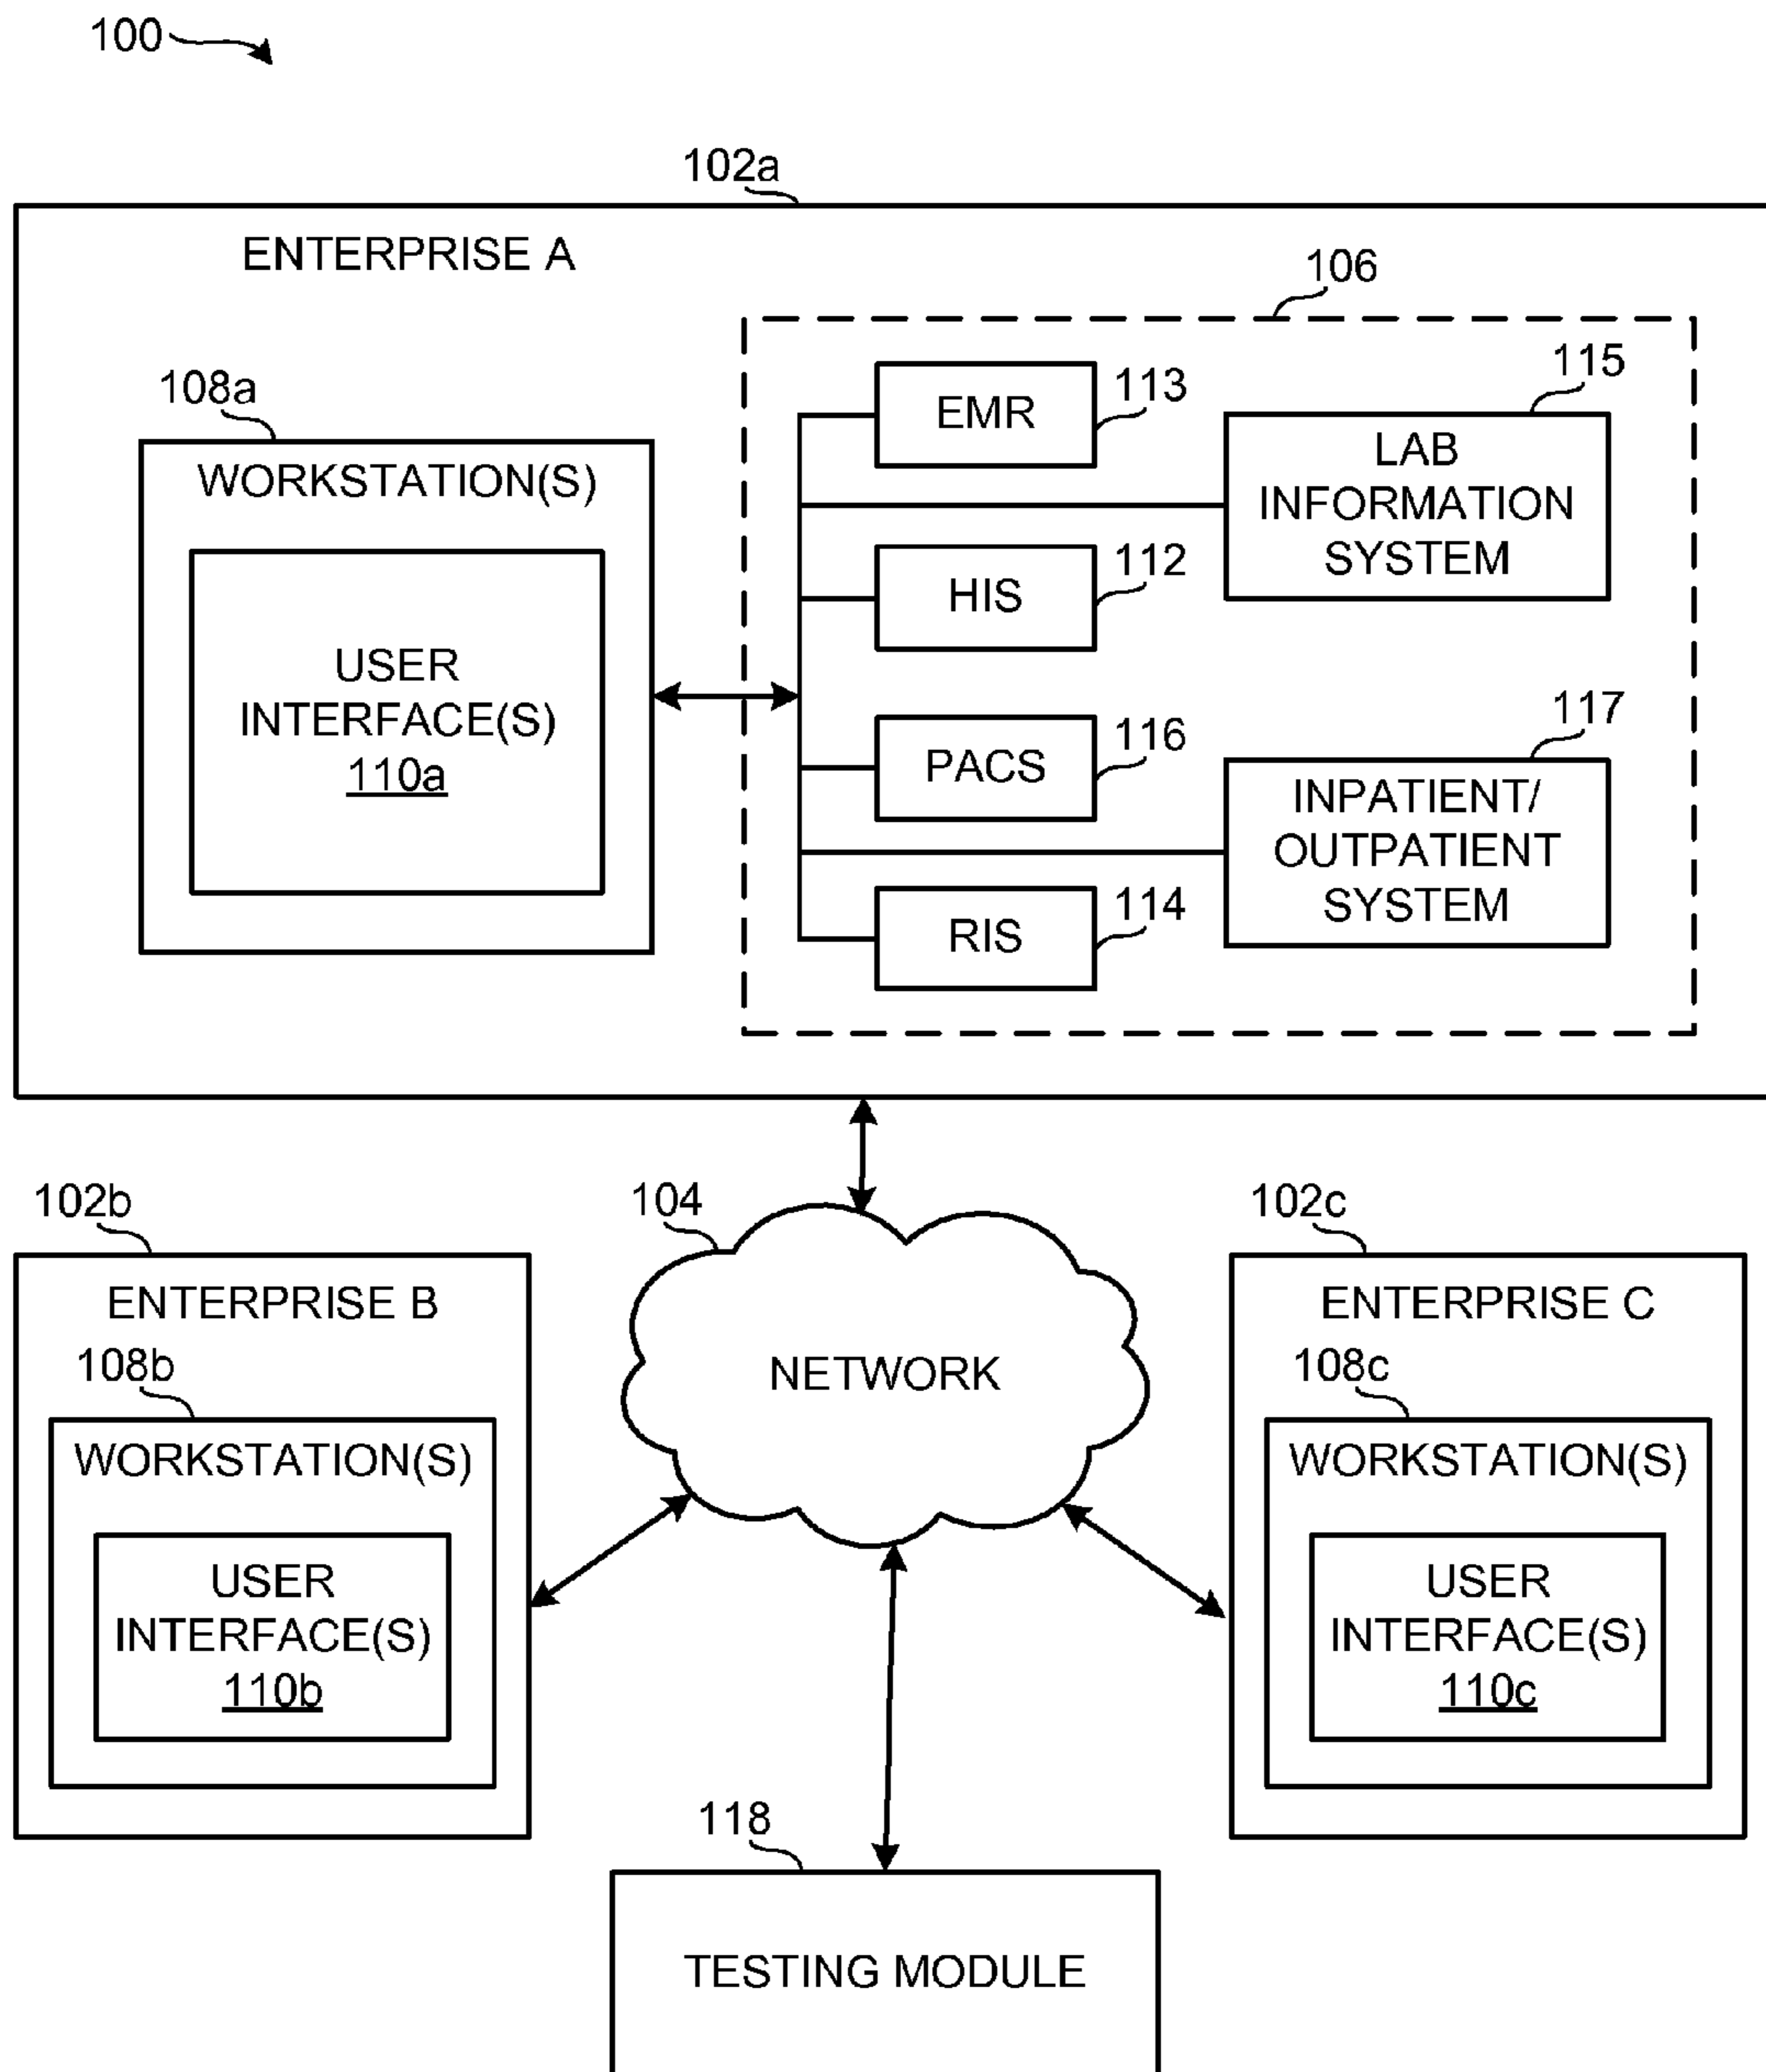 100
102a
ENTERPRISE A
106
108a
WORKSTATION(S)
USER
INTERFACE(S)
110a
EMR
113
115
LAB
INFORMATION
SYSTEM
HIS
112
PACS
116
117
INPATIENT/
OUTPATIENT
SYSTEM
RIS
114
102b
ENTERPRISE B
108b
WORKSTATION(S)
USER
INTERFACE(S)
110b
104
NETWORK
102c
ENTERPRISE C
108c
WORKSTATION(S)
USER
INTERFACE(S)
110c
118
TESTING MODULE